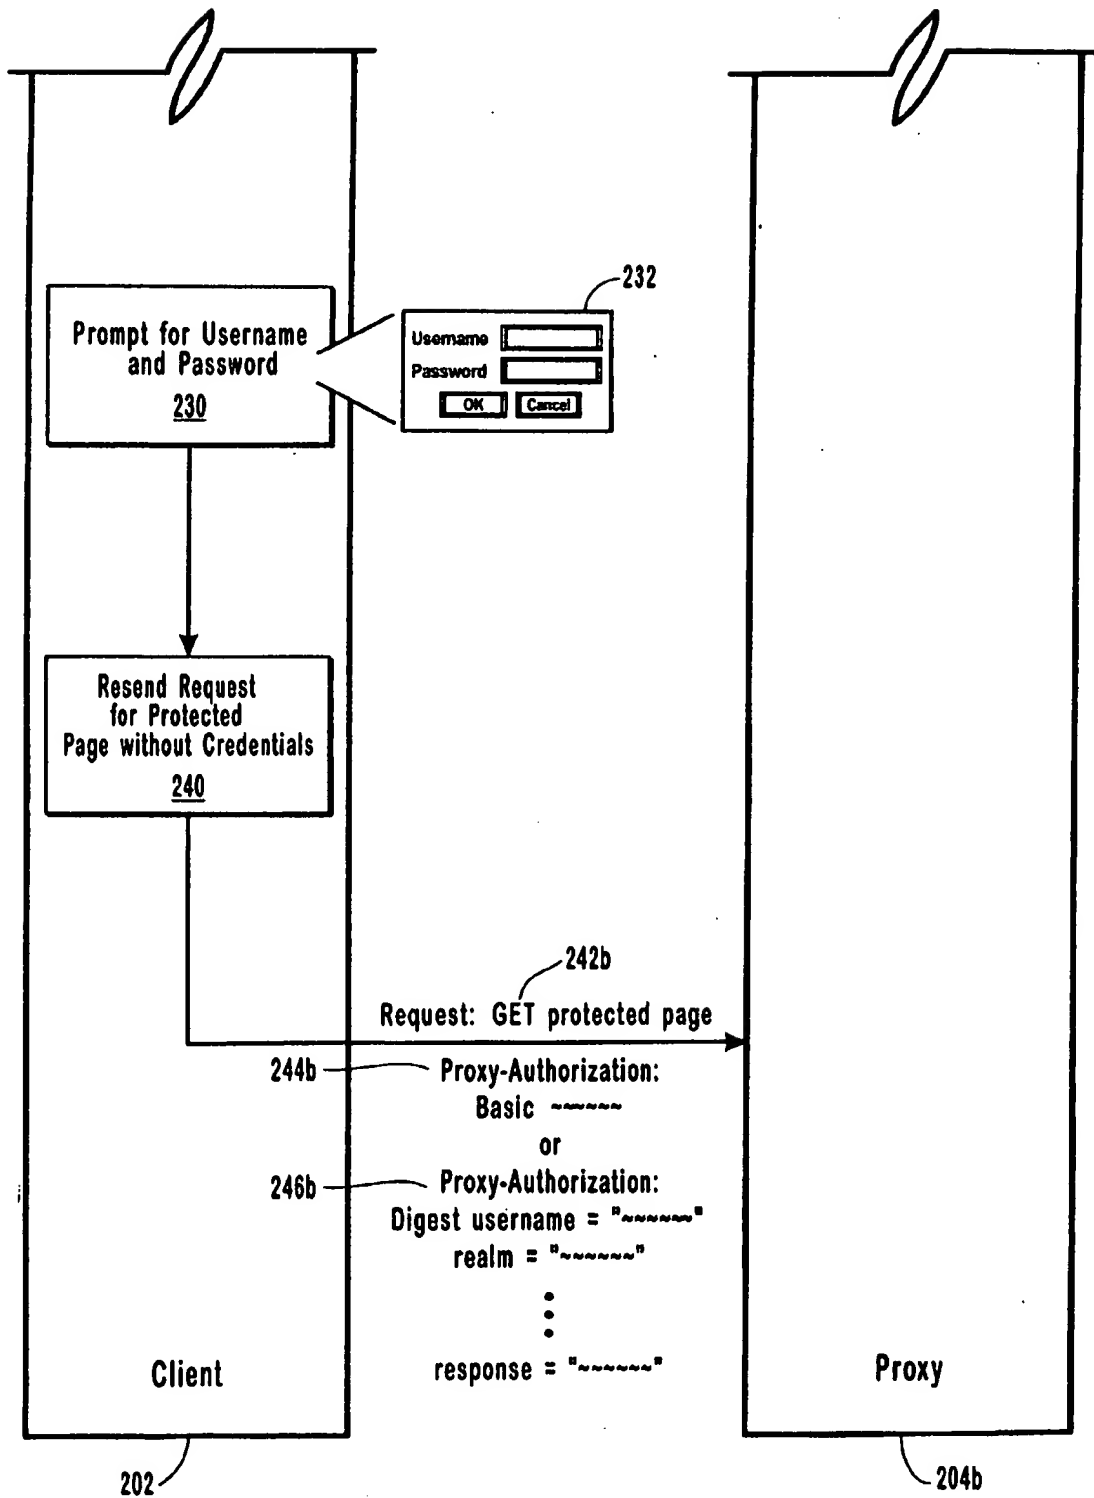 232
Prompt for Username
and Password
230
Username
Password
OK
Cancel
Resend Request
for Protected
Page without Credentials
240
242b
Request: GET protected page
244b
Proxy-Authorization:
Basic ~~~~~~
or
246b
Proxy-Authorization:
Digest username = "~~~~~~"
realm = "~~~~~~"
response = "~~~~~~"
Client
Proxy
202
204b